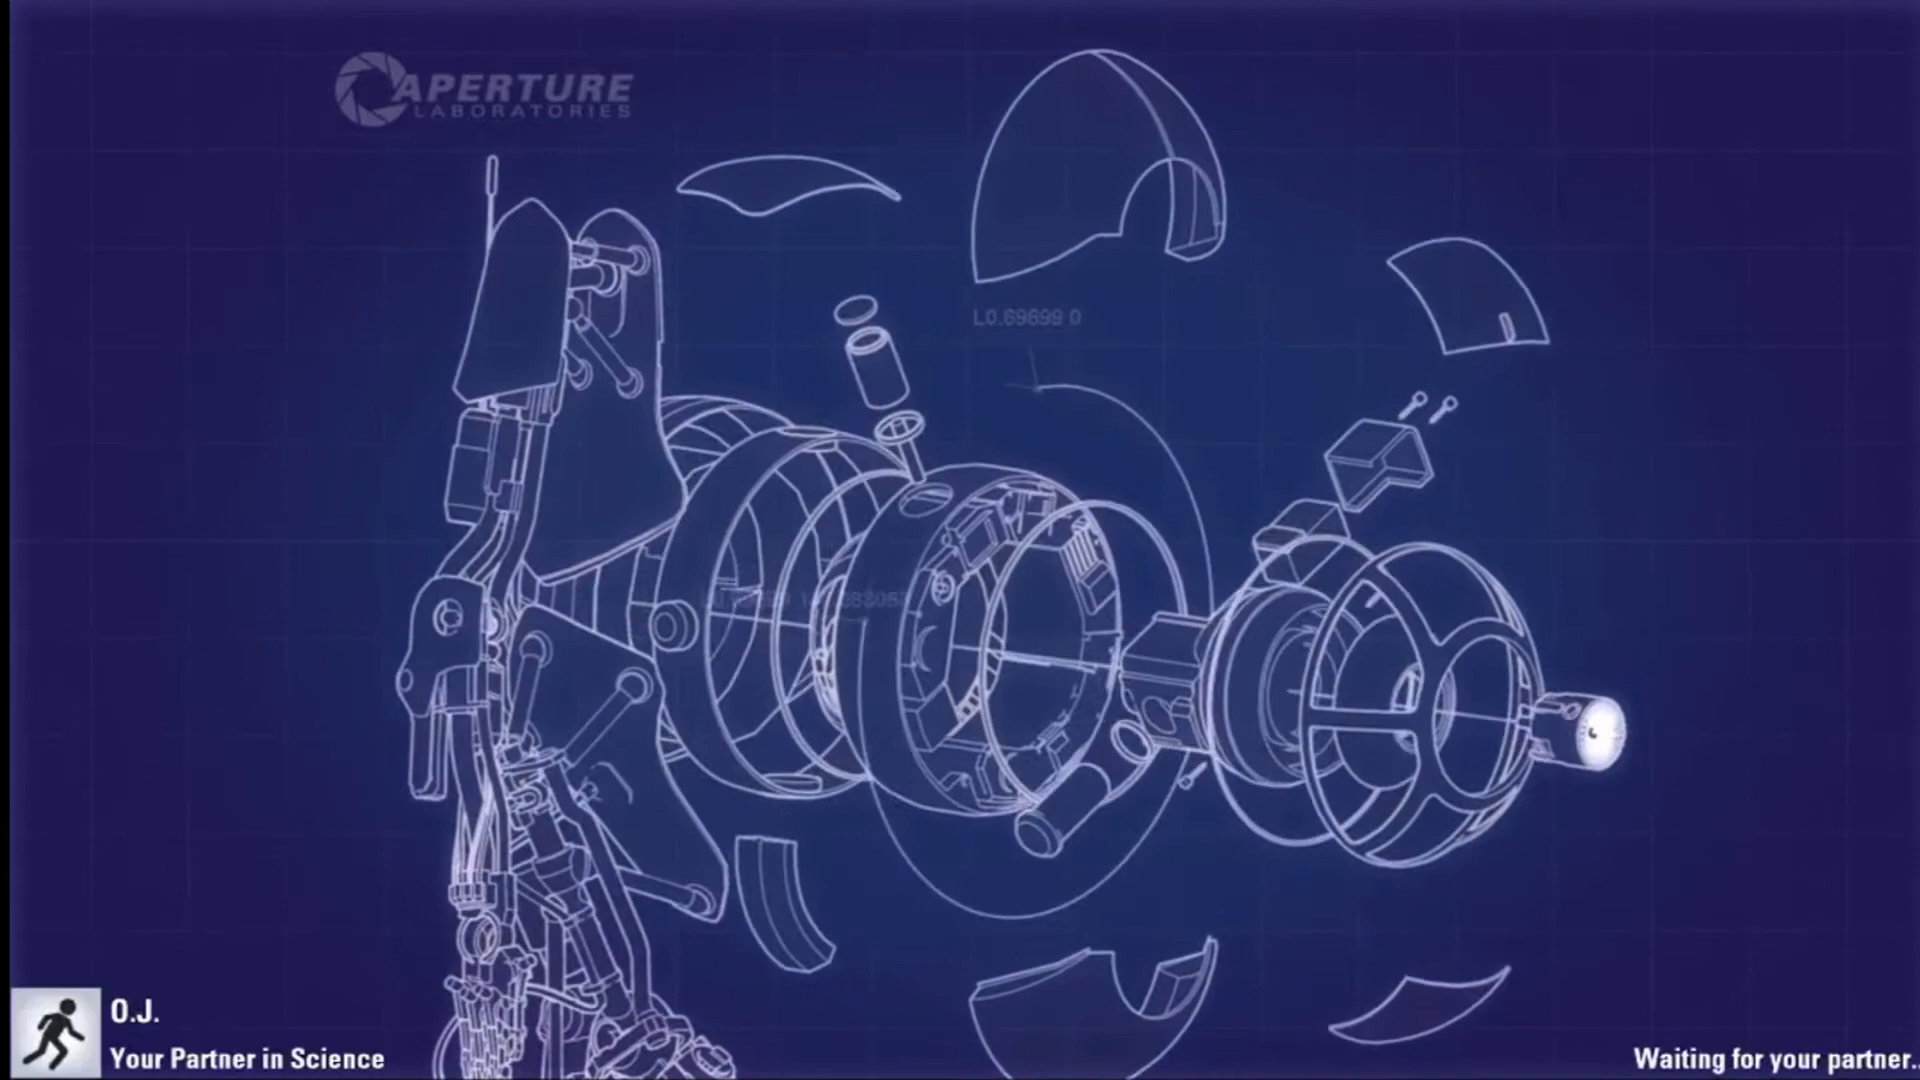 APERTURE
LABORATORIES
L0.69699 0
O.J.
Your Partner in Science
Waiting for your partner..